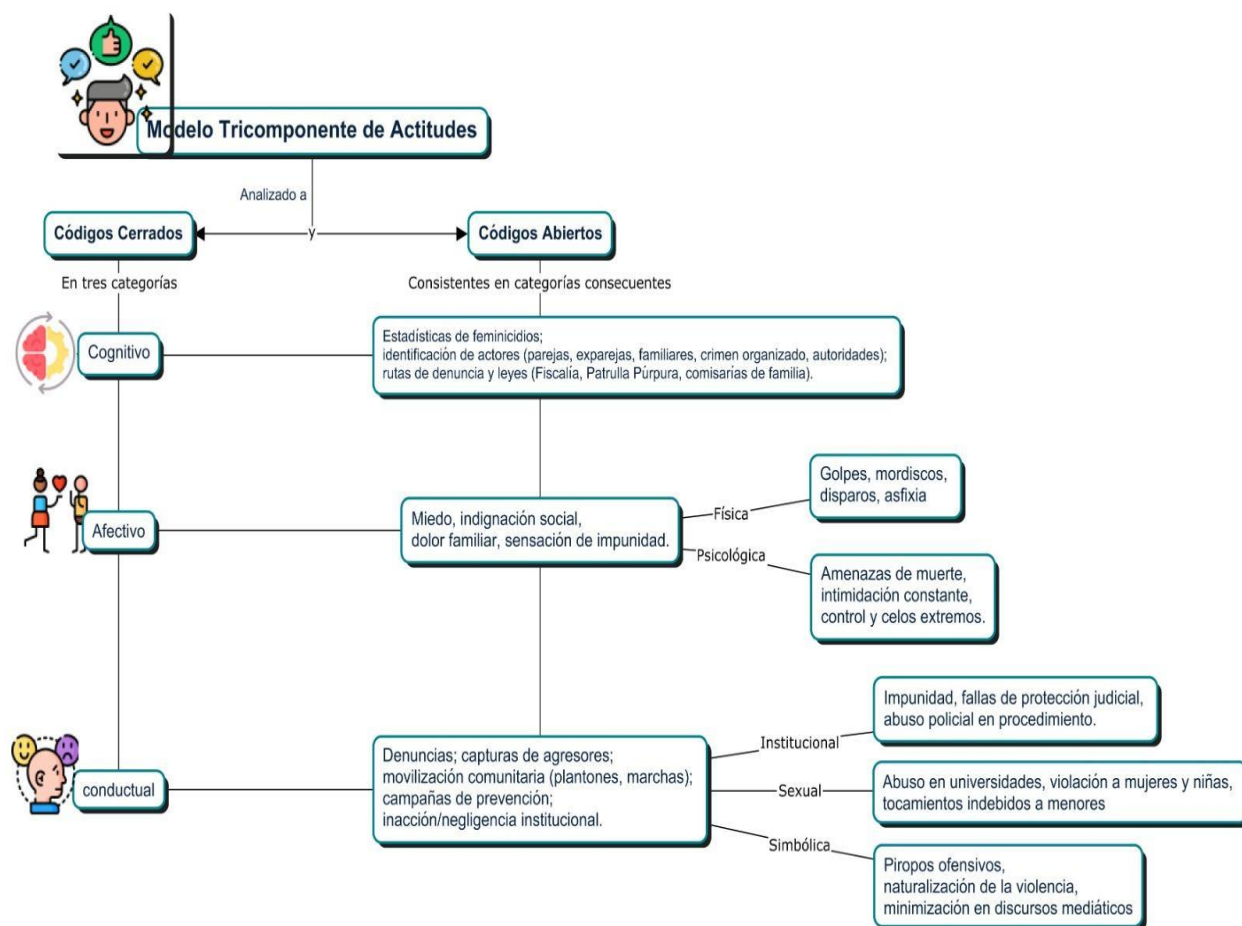 Modelo Tricomponente de Actitudes
Analizado a
Códigos Cerrados
y
Códigos Abiertos
En tres categorías
Consistentes en categorías consecuentes
Cognitivo
Estadísticas de feminicidios;
identificación de actores (parejas, exparejas, familiares, crimen organizado, autoridades);
rutas de denuncia y leyes (Fiscalía, Patrulla Púrpura, comisarías de familia).
Afectivo
Miedo, indignación social,
dolor familiar, sensación de impunidad.
Física
Golpes, mordiscos,
disparos, asfixia
Psicológica
Amenazas de muerte,
intimidación constante,
control y celos extremos.
conductual
Denuncias; capturas de agresores;
movilización comunitaria (plantones, marchas);
campañas de prevención;
inacción/negligencia institucional.
Institucional
Impunidad, fallas de protección judicial,
abuso policial en procedimiento.
Sexual
Abuso en universidades, violación a mujeres y niñas,
tocamientos indebidos a menores
Simbólica
Piropos ofensivos,
naturalización de la violencia,
minimización en discursos mediáticos